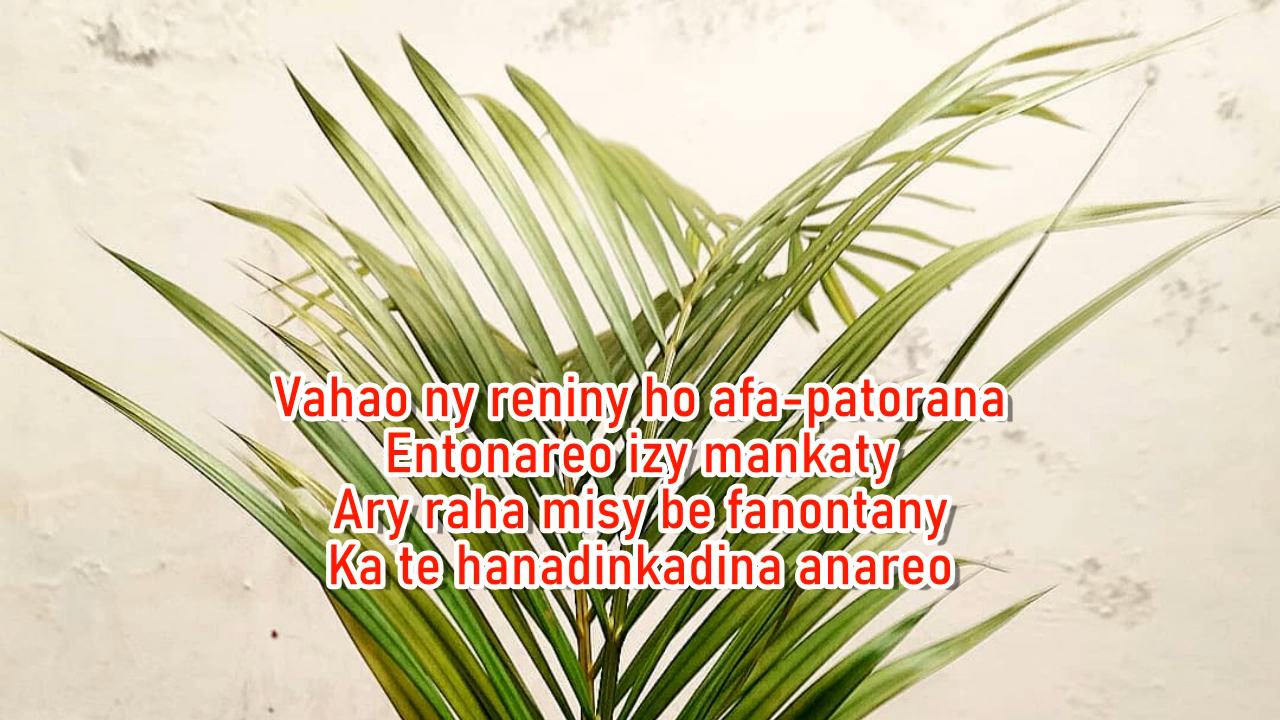 Vahao ny reniny ho afa-patorana
Entonareo izy mankaty
Ary raha misy be fanontany
Ka te hanadinkadina anareo